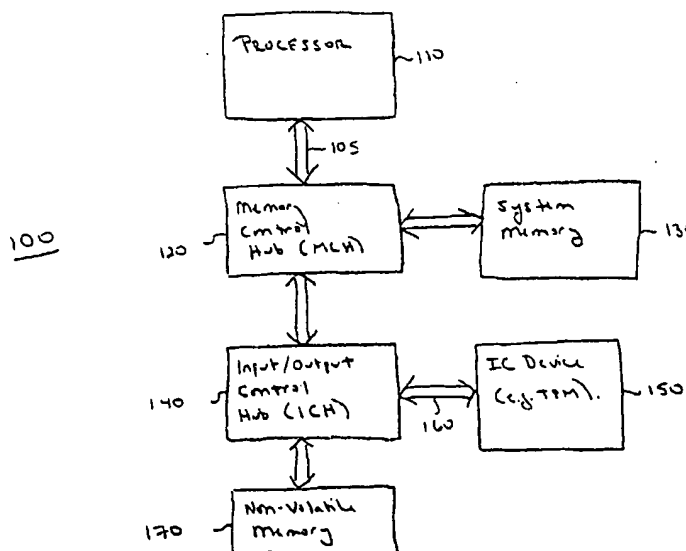 PROCESSOR
110
105
Memory
Control
Hub (MCH)
120
System
Memory
100
Input/Output
Control
Hub (ICH)
140
IC Device
(e.g. TPM).
150
160
Non-Volatile
Memory
170